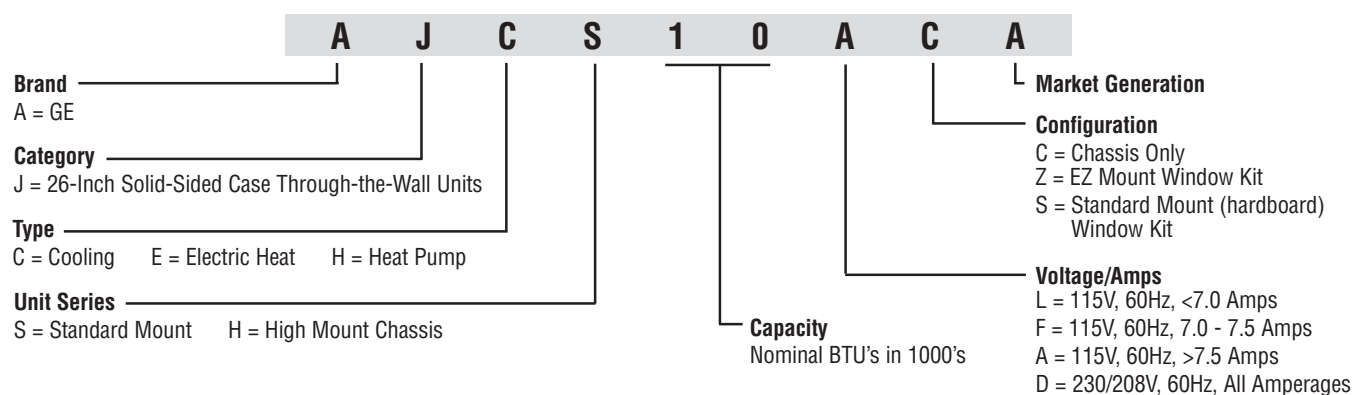 A J C S 1 0 A C A
Brand
A = GE
Category
J = 26-Inch Solid-Sided Case Through-the-Wall Units
Type
C = Cooling E = Electric Heat H = Heat Pump
Unit Series
S = Standard Mount H = High Mount Chassis
Capacity
Nominal BTU's in 1000's
Market Generation
Configuration
C = Chassis Only
Z = EZ Mount Window Kit
S = Standard Mount (hardboard)
Window Kit
Voltage/Amps
L = 115V, 60Hz, <7.0 Amps
F = 115V, 60Hz, 7.0 - 7.5 Amps
A = 115V, 60Hz, >7.5 Amps
D = 230/208V, 60Hz, All Amperages